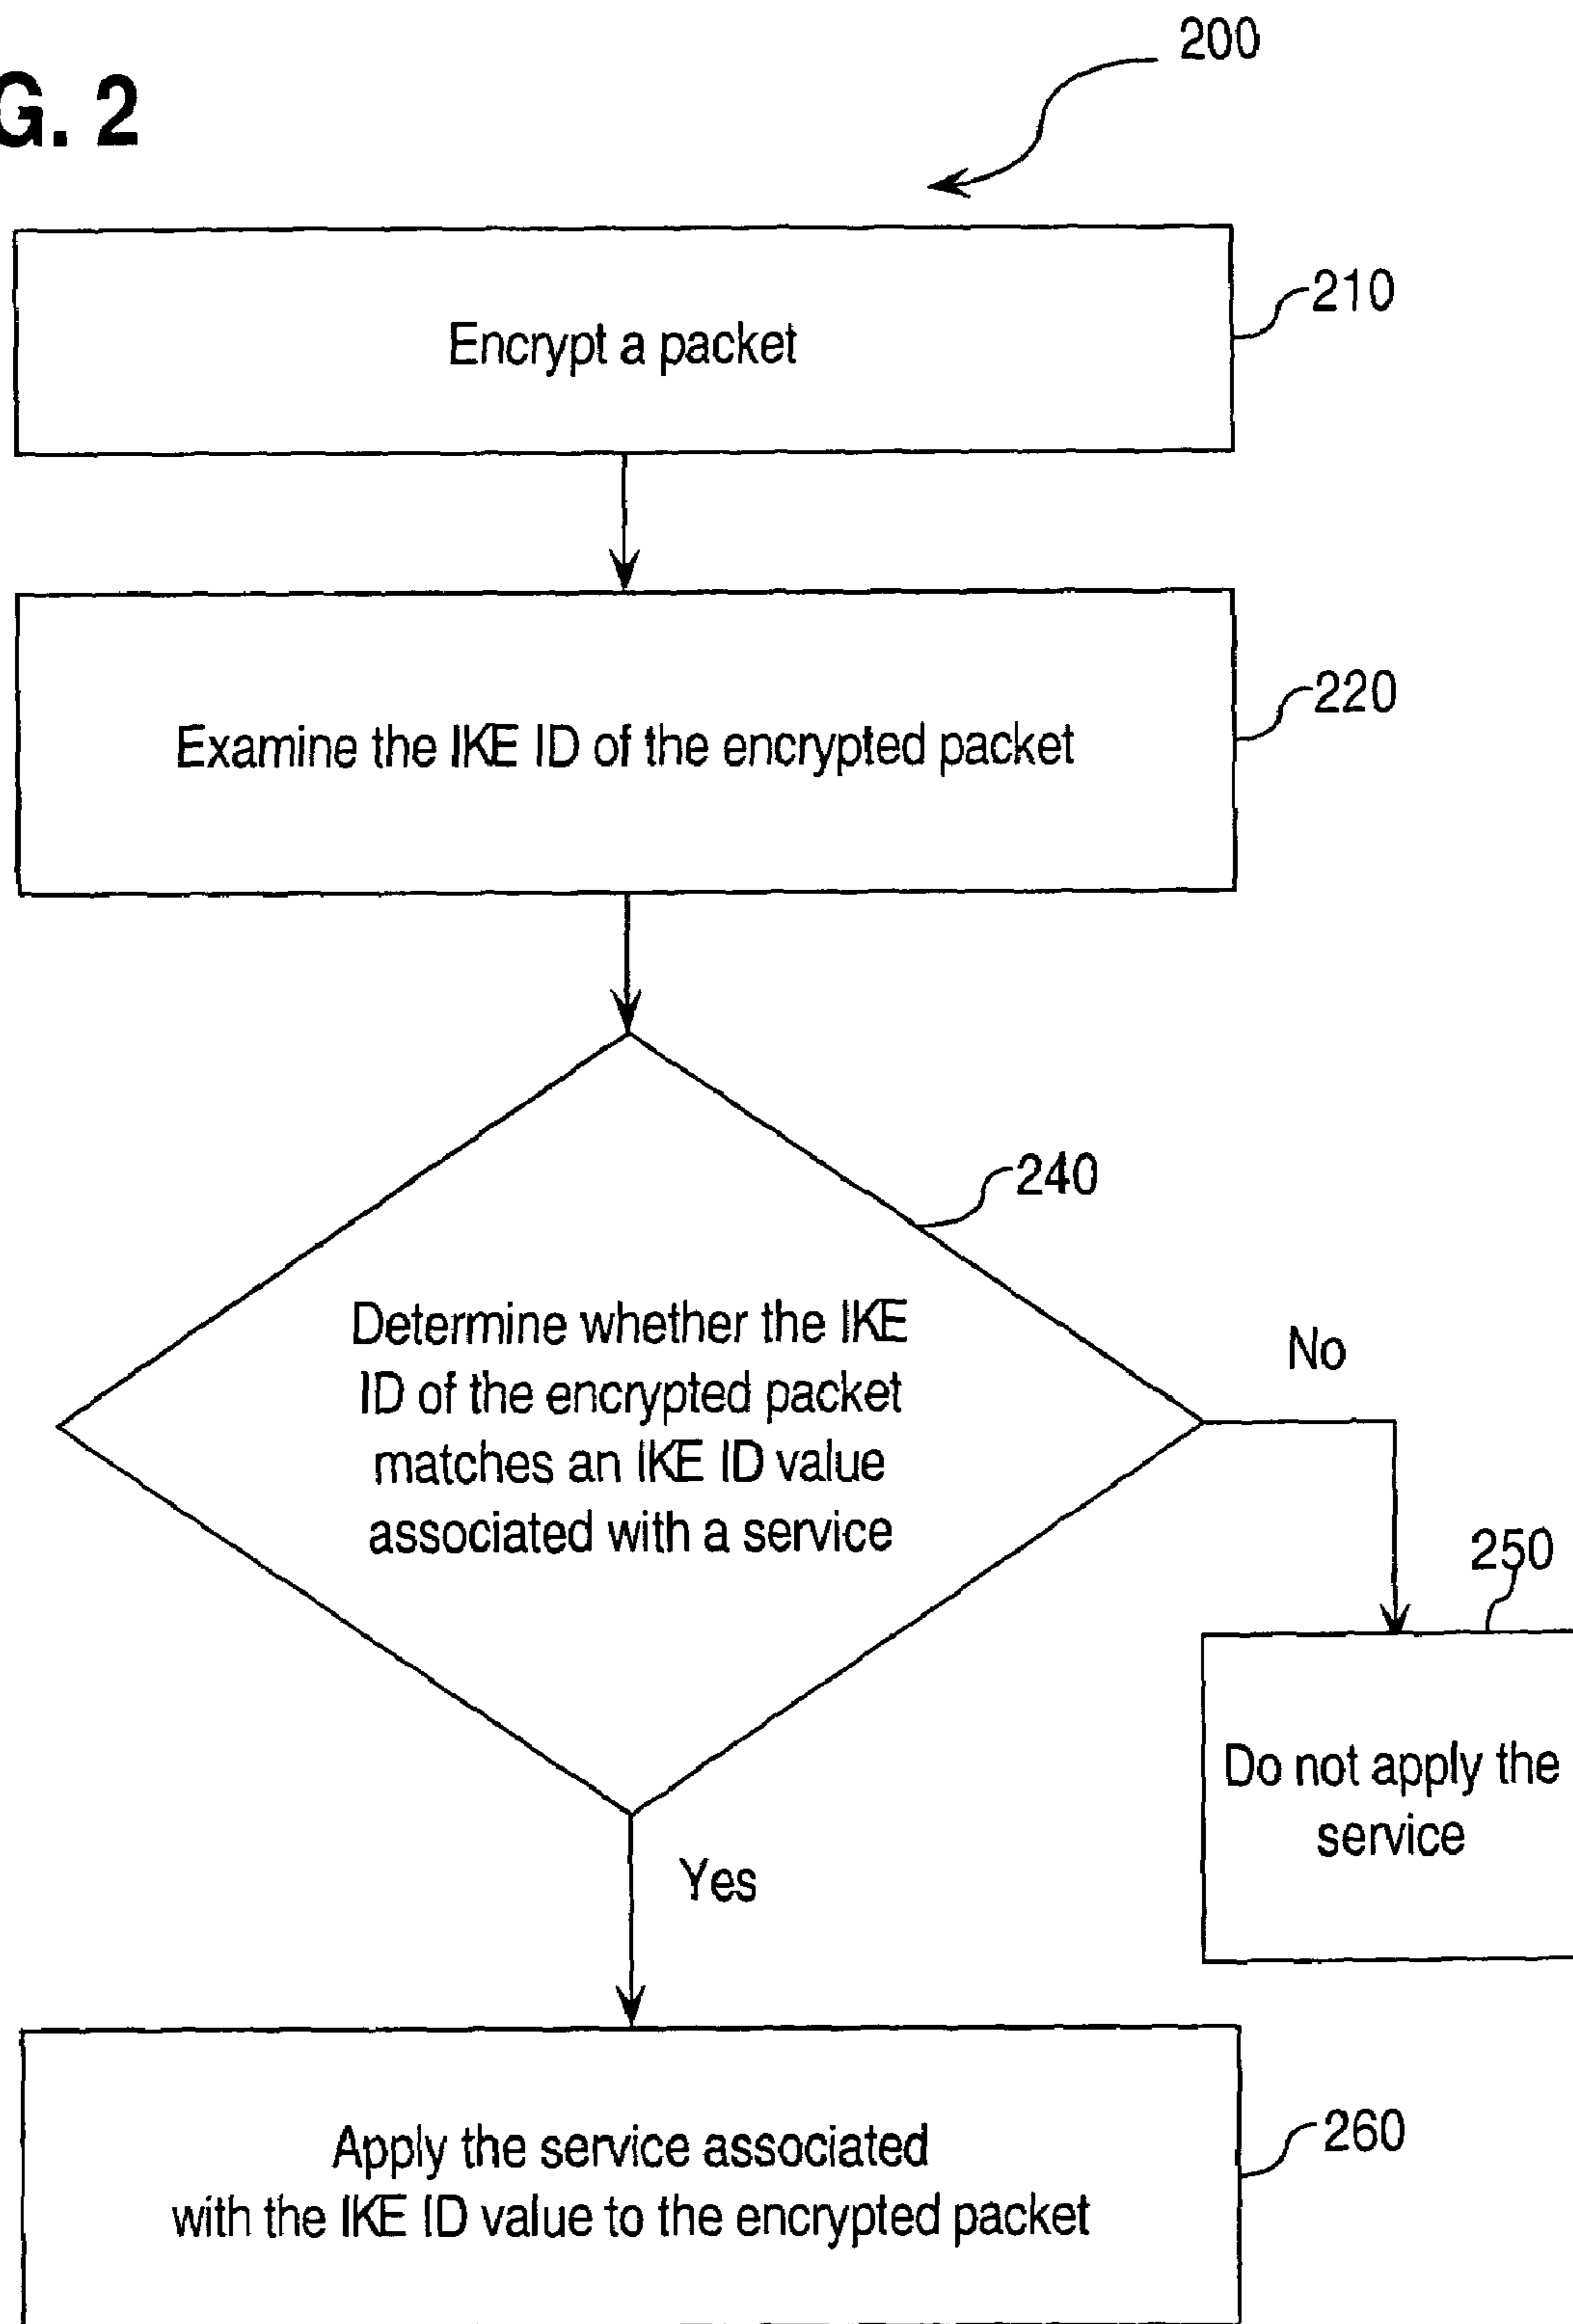 200
G. 2
Encrypt a packet
210
Examine the IKE ID of the encrypted packet
220
240
Determine whether the IKE
ID of the encrypted packet
matches an IKE ID value
associated with a service
No
250
Do not apply the
service
Yes
Apply the service associated
with the IKE ID value to the encrypted packet
260